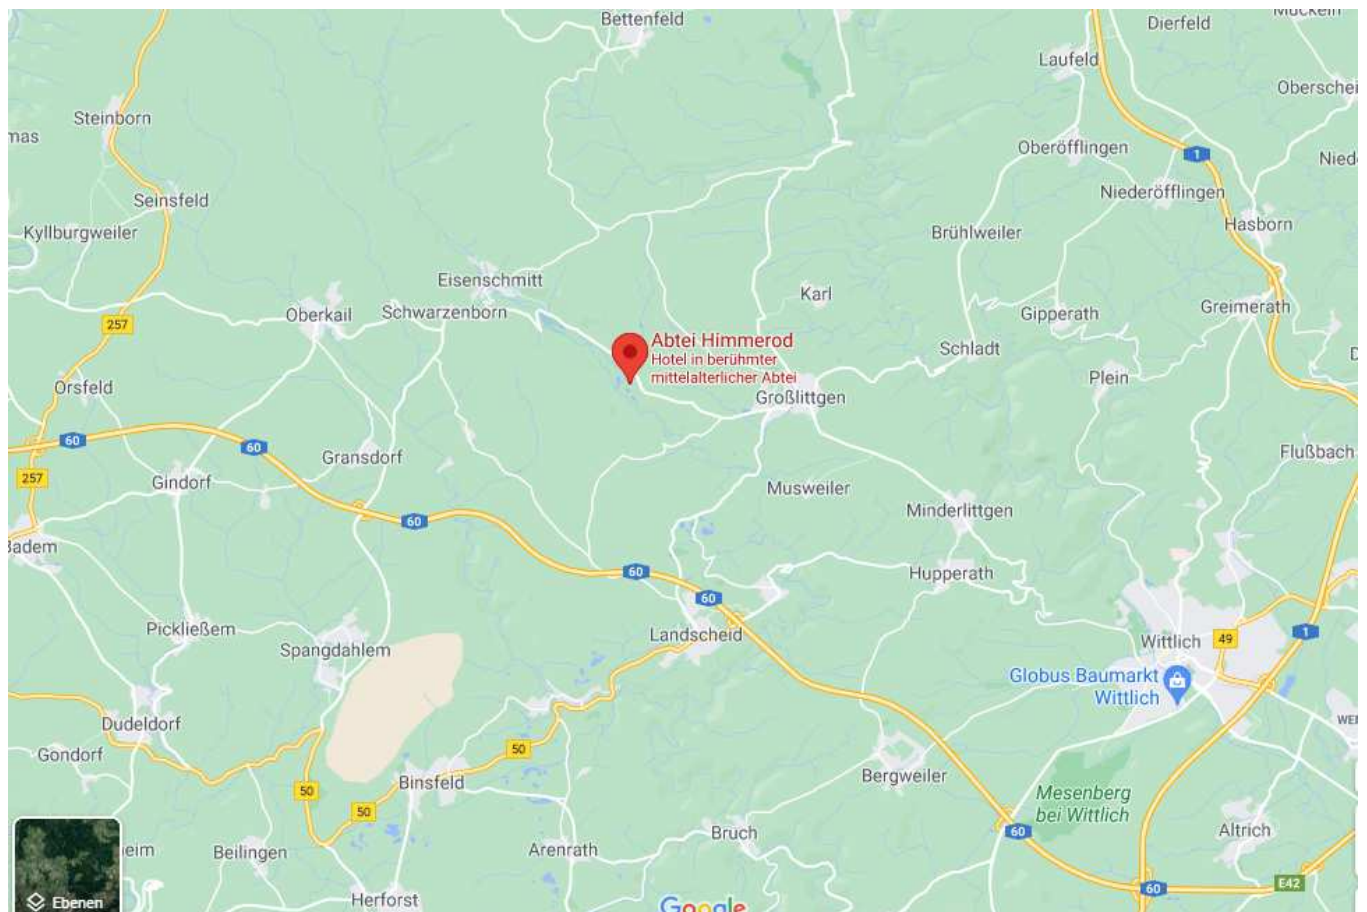 Bettenfeld
Mückeln
Dierfeld
Laufeld
Oberschei
Steinborn
mas
Oberöfflingen
1
Nied
Seinsfeld
Niederöfflingen
Kyllburgweiler
Brühlweiler
Hasborn
Eisenschmitt
Karl
Greimerath
257
Oberkail
Schwarzenborn
Gipperath
Abtei Himmerod
Hotel in berühmter
mittelalterlicher Abtei
Schladt
D
Orsfeld
Plein
Großlittgen
60
60
Gransdorf
Flußbach
257
Gindorf
Musweiler
Minderlittgen
60
Badem
60
Hupperath
60
Pickließem
Landscheid
Spangdahlem
Wittlich
49
1
Globus Baumarkt
Wittlich
Dudeldorf
WE
Gondorf
50
Binsfeld
Bergweiler
50
50
Mesenberg
bei Wittlich
60
Altrich
Bruch
eim
Beilingen
Arenrath
E42
60
Ebenen
Herforst
Google